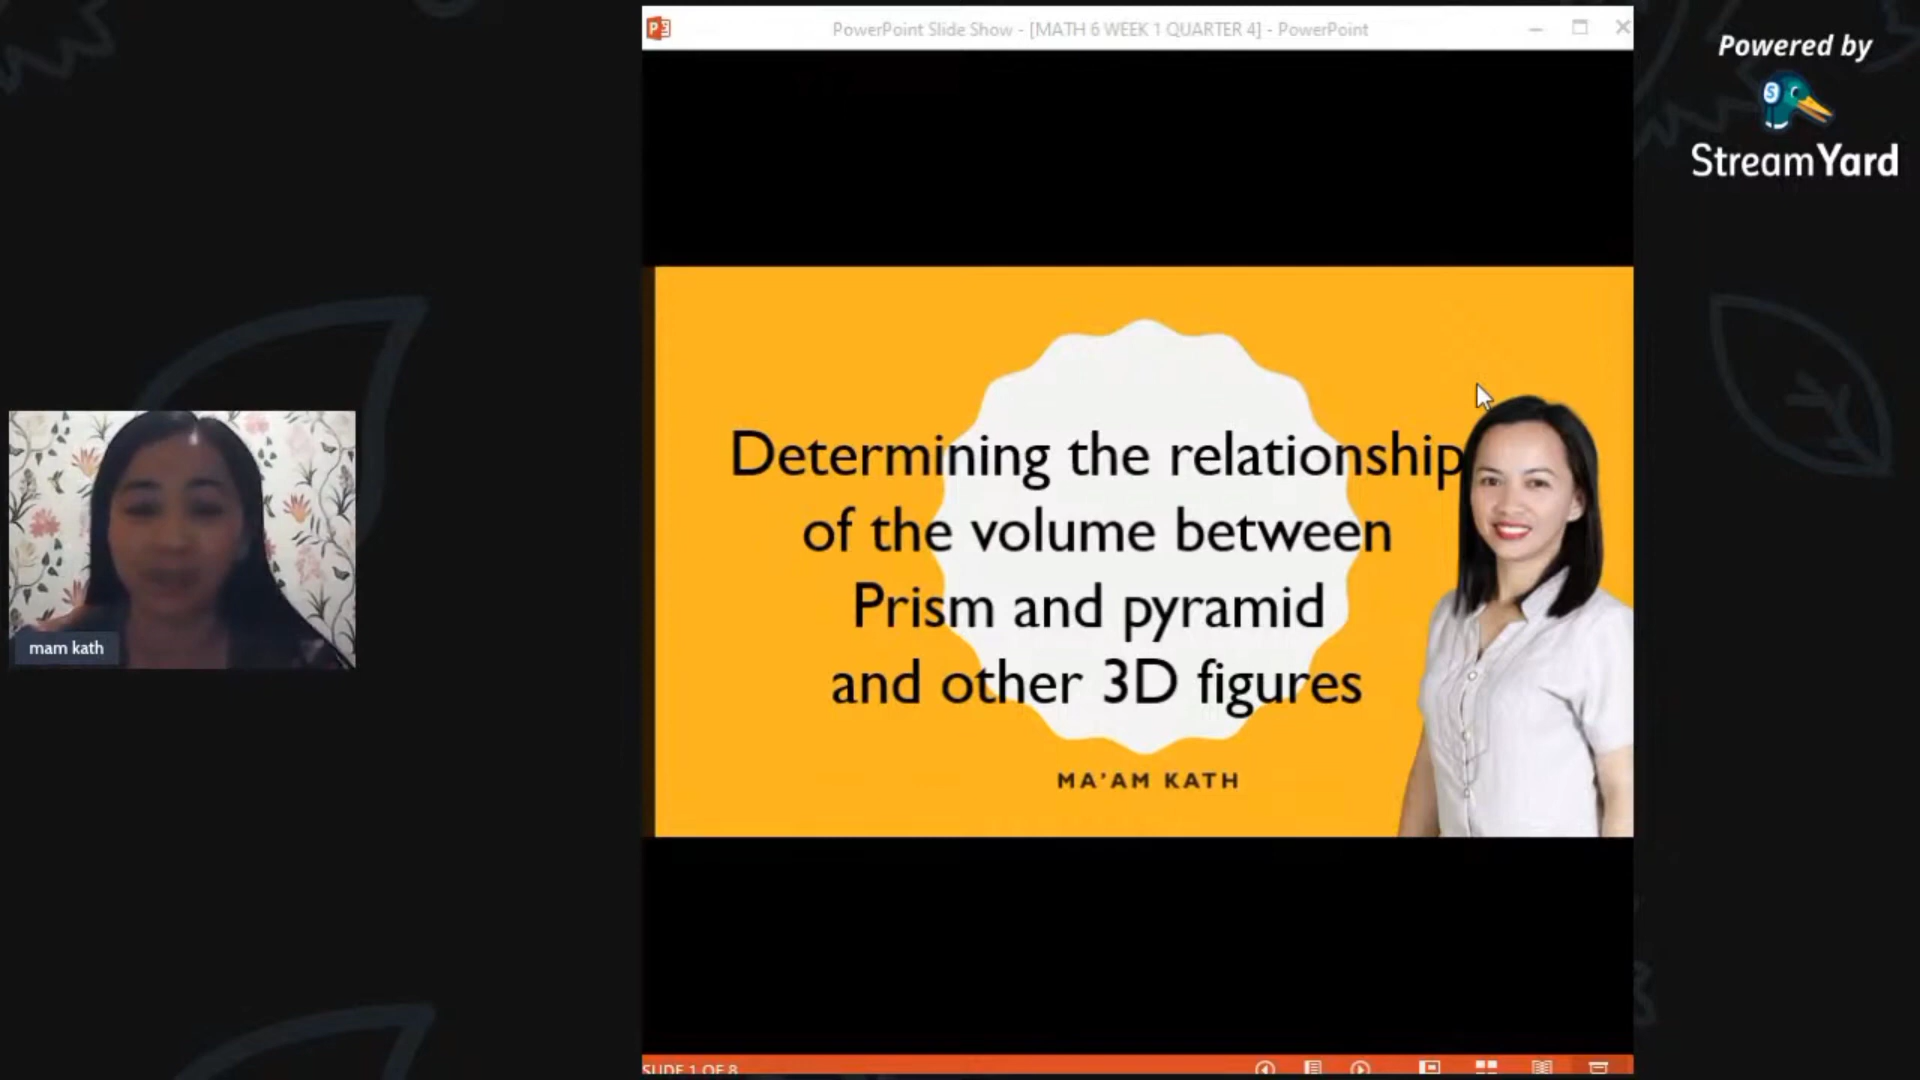 PowerPoint Slide Show - [MATH 6 WEEK 1 QUARTER 4] - PowerPoint
Powered by
StreamYard
Determining the relationship
of the volume between
Prism and pyramid
and other 3D figures
MA'AM KATH
mam kath
SLIDE 1 OF 8